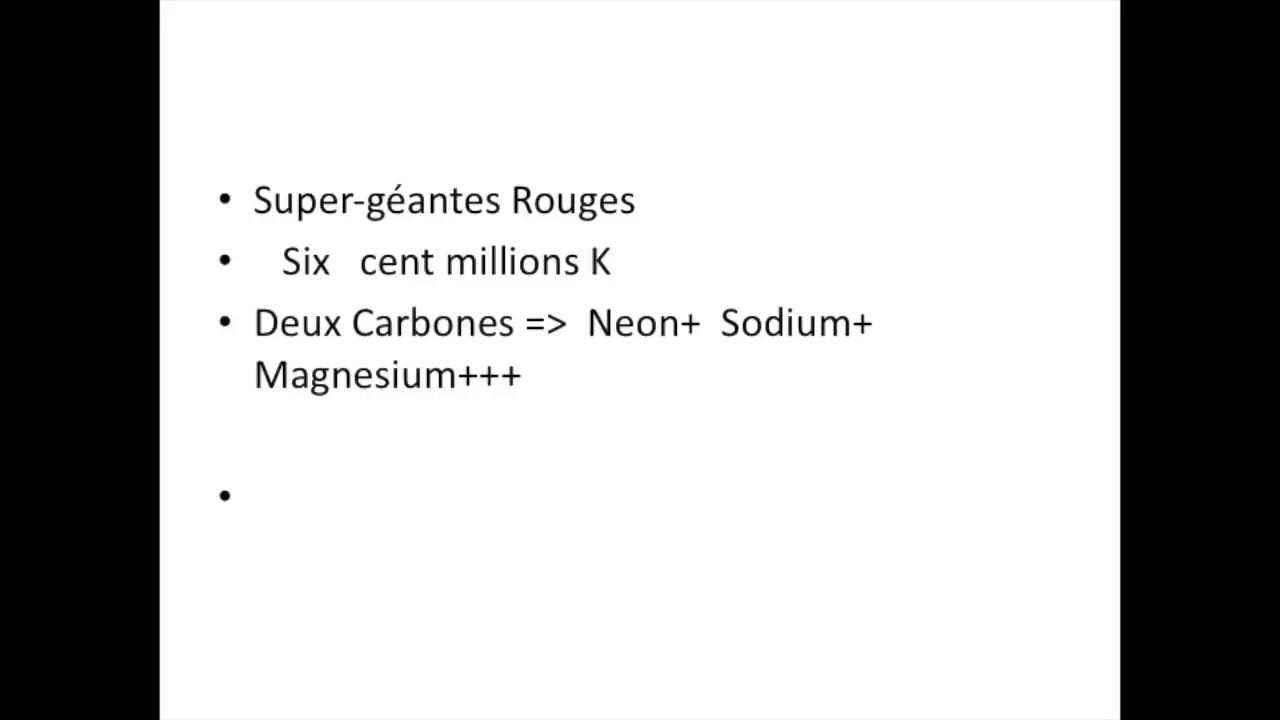 • Super-géantes Rouges
• Six cent millions K
• Deux Carbones => Neon+ Sodium+
Magnesium+++
•